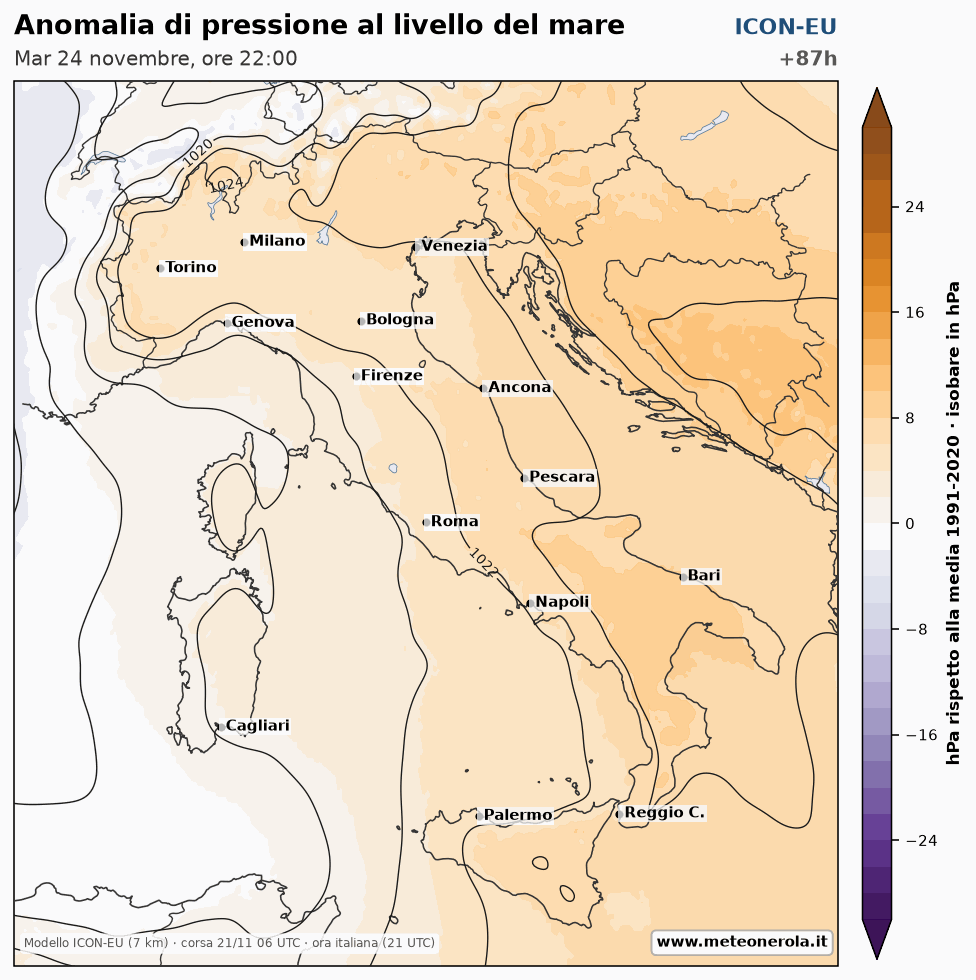 Anomalia di pressione al livello del mare
ICON-EU
Mar 24 novembre, ore 22:00
+87h
1020
1024
Milano
Venezia
Torino
Genova
Bologna
Firenze
Ancona
Pescara
Roma
1022
Bari
Napoli
Cagliari
Palermo
Reggio C.
24
16
8
0
−8
−16
−24
hPa rispetto alla media 1991-2020 · isobare in hPa
Modello ICON-EU (7 km) · corsa 21/11 06 UTC · ora italiana (21 UTC)
www.meteonerola.it